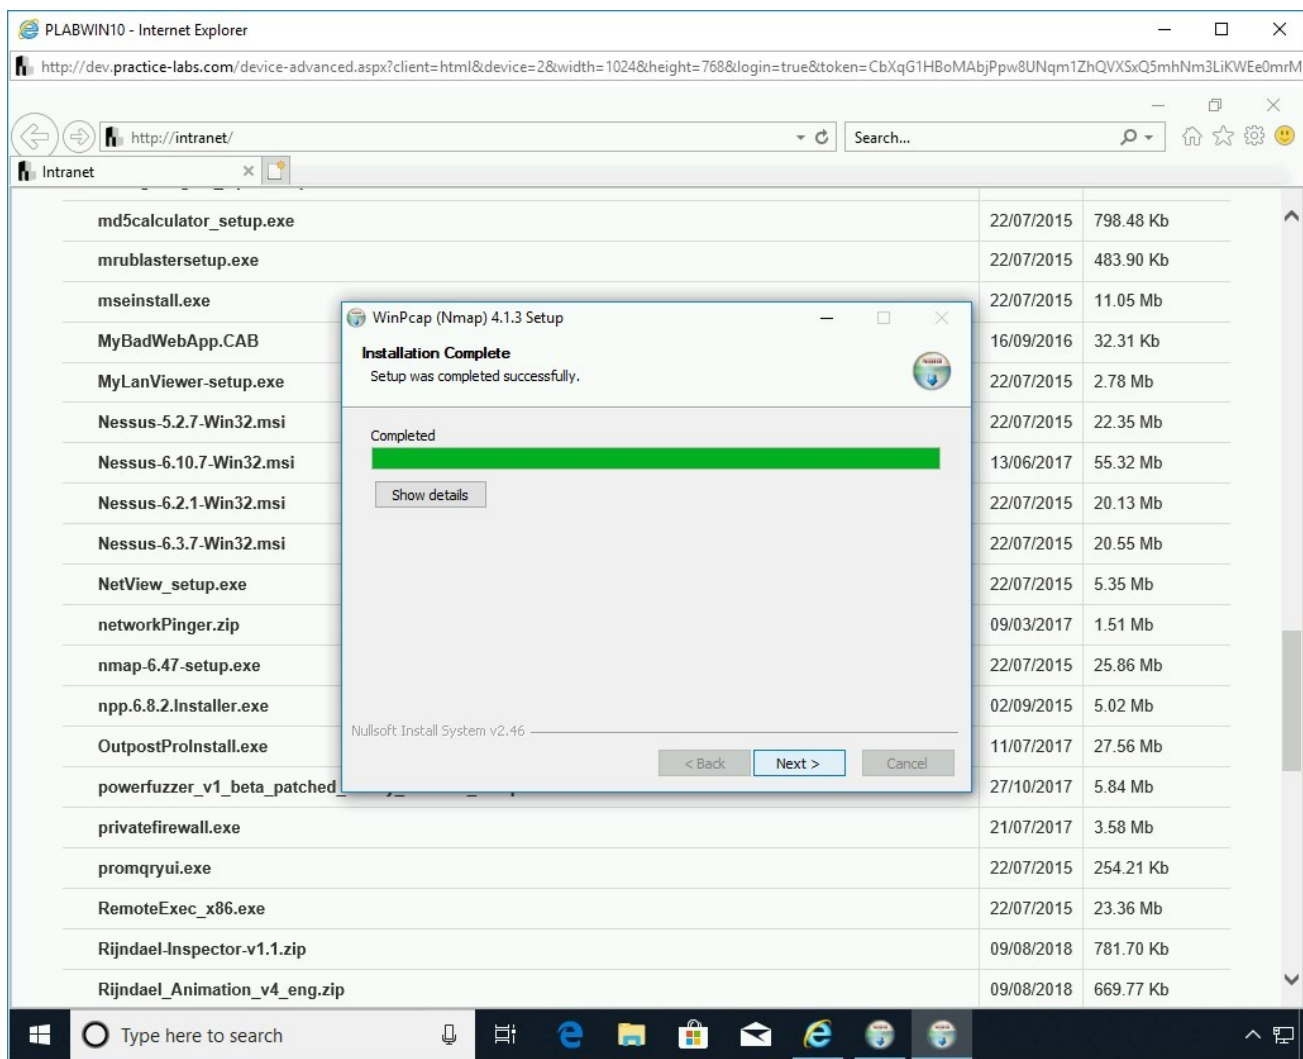 PLABWIN10 - Internet Explorer
http://dev.practice-labs.com/device-advanced.aspx?client=html&device=2&width=1024&height=768&login=true&token=CbXqG1HBoMAbjPpw8UNqm1ZhQVXSxQ5mhNm3LiKWEe0mrM
http://intranet/
Search...
Intranet
md5calculator_setup.exe 22/07/2015 798.48 Kb
mrublastersetup.exe 22/07/2015 483.90 Kb
mseinstall.exe 22/07/2015 11.05 Mb
MyBadWebApp.CAB 16/09/2016 32.31 Kb
MyLanViewer-setup.exe 22/07/2015 2.78 Mb
Nessus-5.2.7-Win32.msi 22/07/2015 22.35 Mb
Nessus-6.10.7-Win32.msi 13/06/2017 55.32 Mb
Nessus-6.2.1-Win32.msi 22/07/2015 20.13 Mb
Nessus-6.3.7-Win32.msi 22/07/2015 20.55 Mb
NetView_setup.exe 22/07/2015 5.35 Mb
networkPinger.zip 09/03/2017 1.51 Mb
nmap-6.47-setup.exe 22/07/2015 25.86 Mb
npp.6.8.2.Installer.exe 02/09/2015 5.02 Mb
OutpostProInstall.exe 11/07/2017 27.56 Mb
powerfuzzer_v1_beta_patched_ 27/10/2017 5.84 Mb
privatefirewall.exe 21/07/2017 3.58 Mb
promqryui.exe 22/07/2015 254.21 Kb
RemoteExec_x86.exe 22/07/2015 23.36 Mb
Rijndael-Inspector-v1.1.zip 09/08/2018 781.70 Kb
Rijndael_Animation_v4_eng.zip 09/08/2018 669.77 Kb
WinPcap (Nmap) 4.1.3 Setup
Installation Complete
Setup was completed successfully.
Completed
Show details
Nullsoft Install System v2.46
< Back
Next >
Cancel
Type here to search